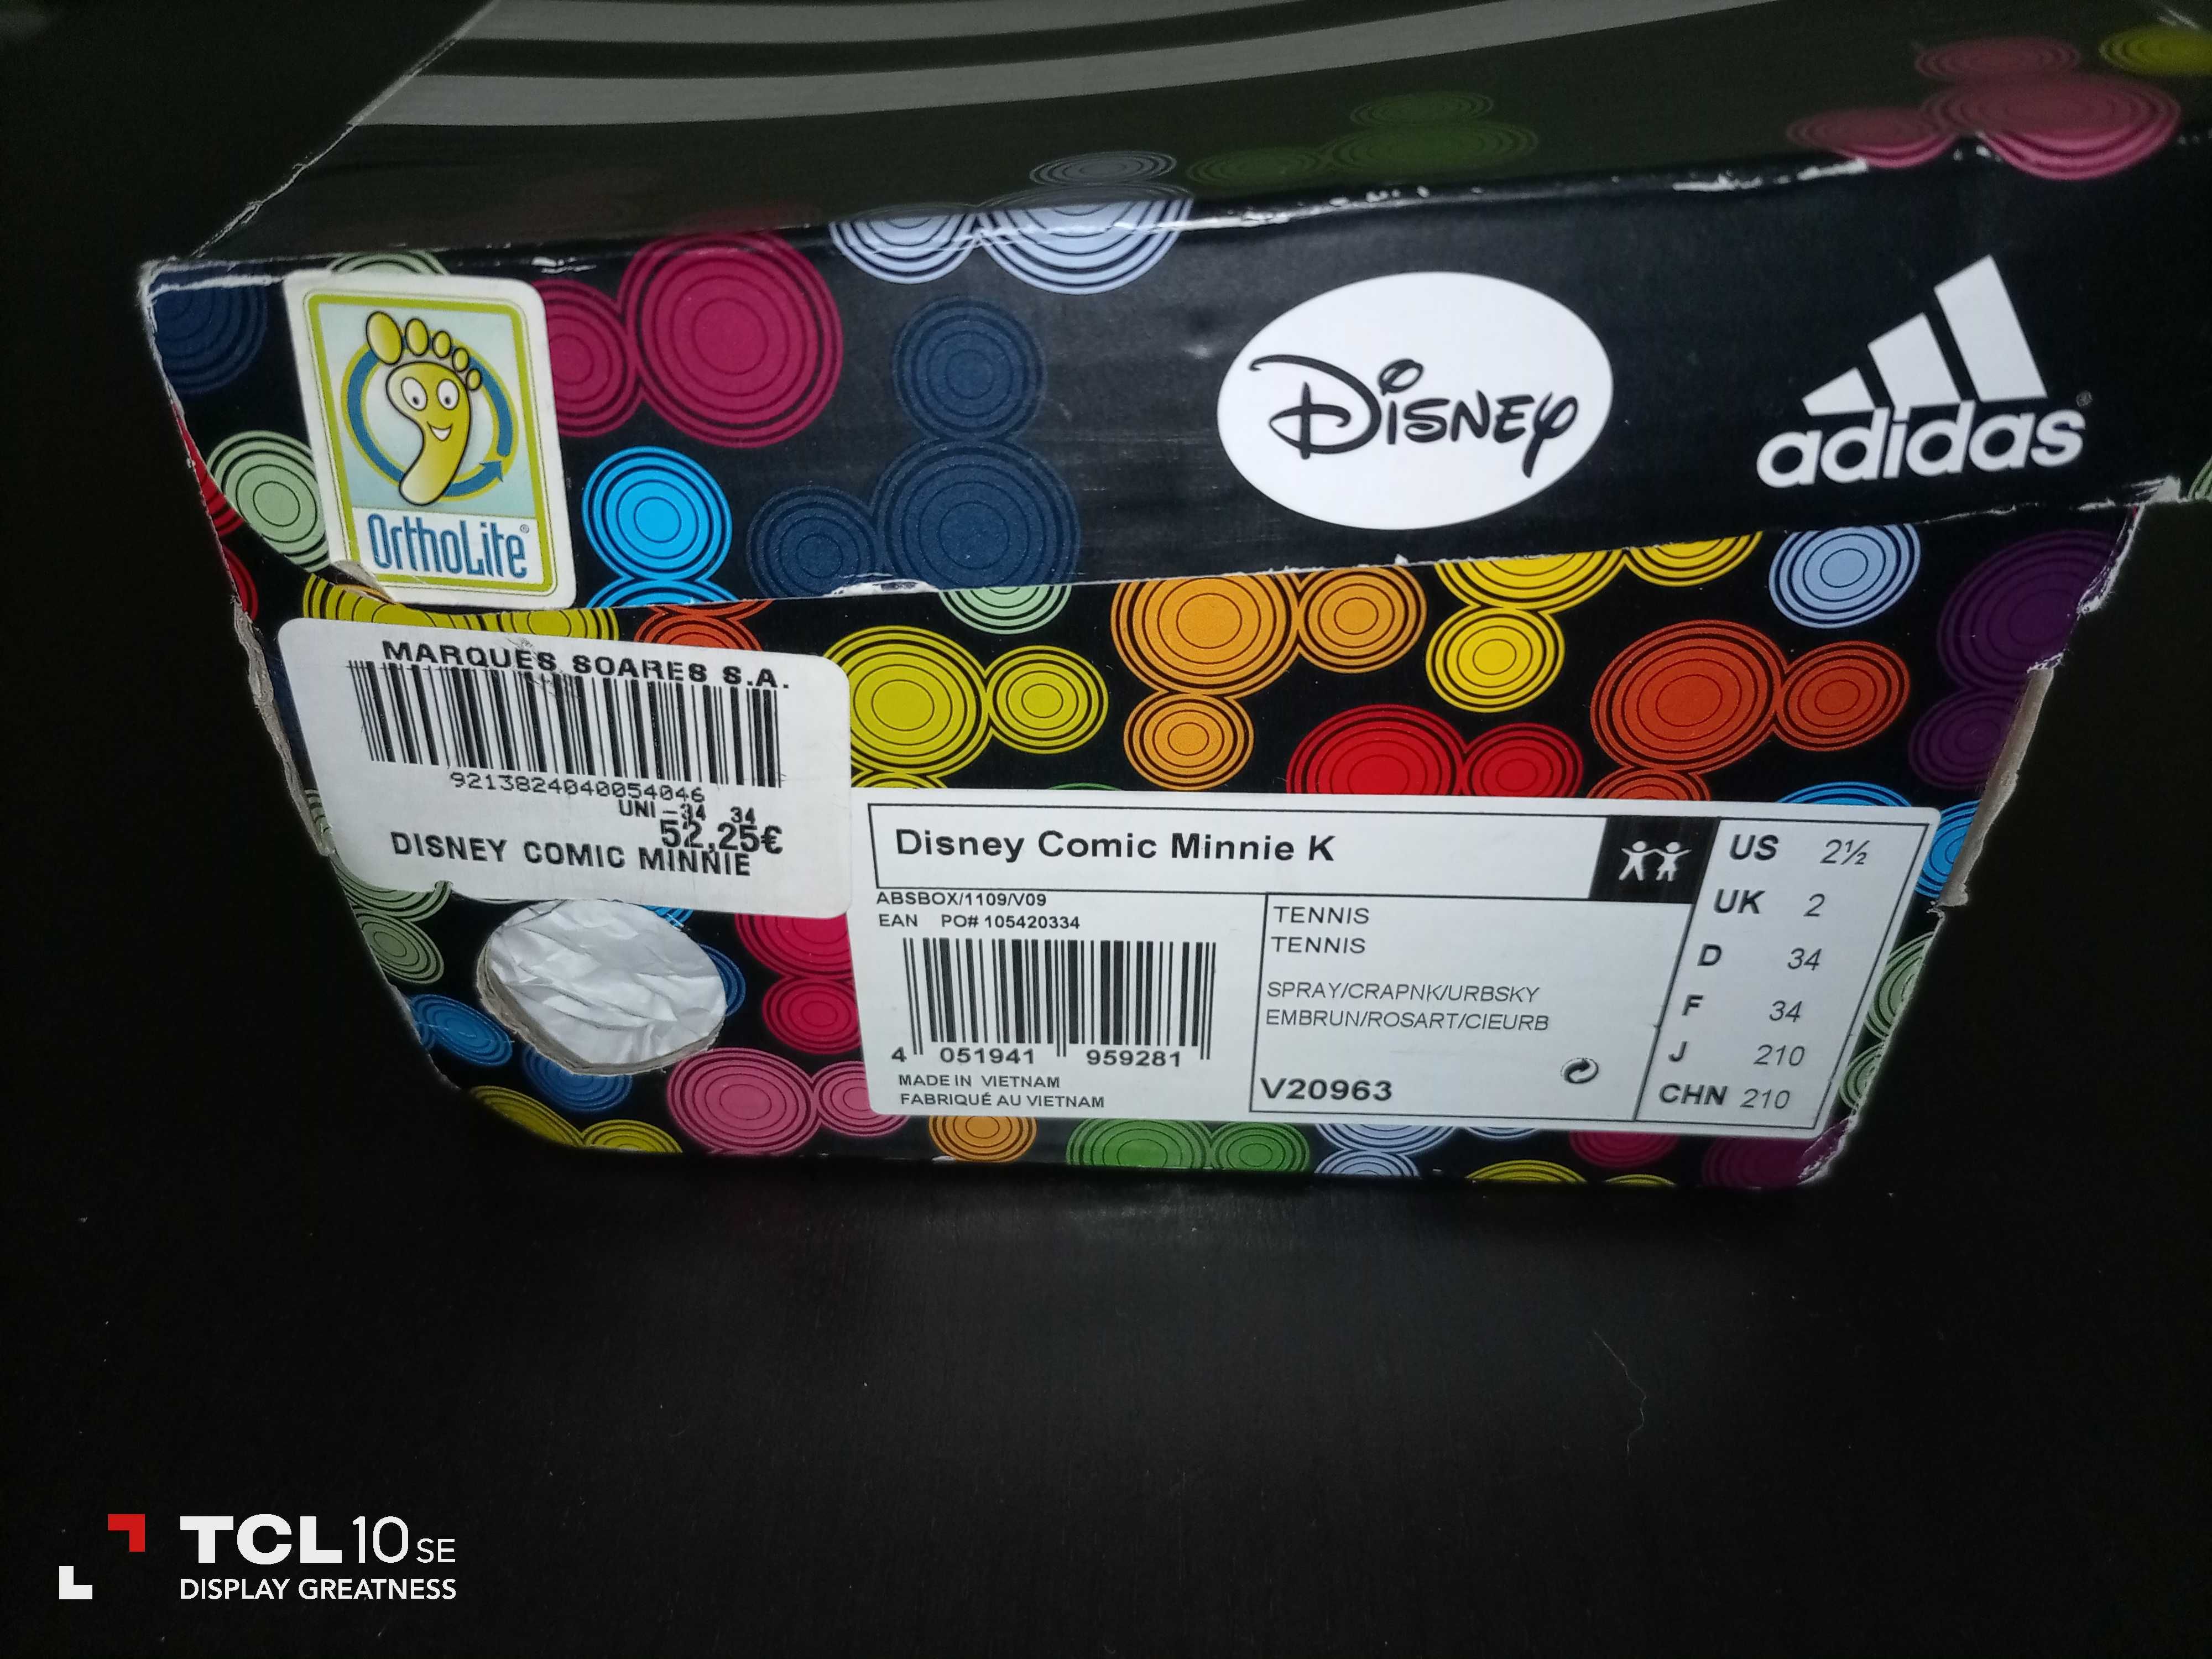 Disney
adidas®
OrthoLite®
MARQUES SOARES S.A.
9213824040054046
UNI -34 34
52,25€
DISNEY COMIC MINNIE
Disney Comic Minnie K
ABSBOX/1109/V09
EAN PO# 105420334
4 051941 959281
MADE IN VIETNAM
FABRIQUÉ AU VIETNAM
TENNIS
TENNIS
SPRAY/CRAPNK/URBSKY
EMBRUN/ROSART/CIEURB
V20963
US 2½
UK 2
D 34
F 34
J 210
CHN 210
TCL 10 SE
DISPLAY GREATNESS